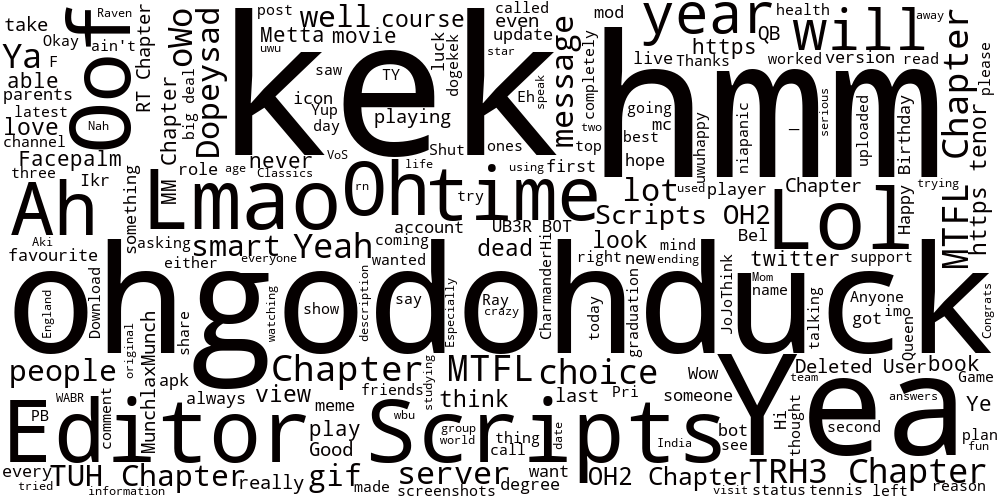 take
Raven
Okay
ain't
Ya
F
able
parents
latest
love
channel
Nah
Oof
RT Chapter
Chapter
big deal
oWo
Dopeysad
kek
post
well
course
called
even
update
Metta
movie
uwu
saw
TY
icon
Yup
day
playing
luck
dogekek
star
Eh
speak
Shut
ones
VoS
message
mod
completely
two
top
year
https
QB
health
will
away
live
Thanks
worked
version
read
please
hmm
going
mc
best
hope
uwuhappy
niapanic
_
serious
uploaded
Birthday
Chapter
https tenor
Facepalm
three
Ikr
MM
role
age
never
Classics
Oh
life
rn
try
using
first
time
lot
used
player
Chapter
trying
Ah
something
Lmao
account
UB3R BOT
Scripts
OH2
Bel
Lol
Happy
MTFL
Aki
favourite
asking
either
smart
Yeah
everyone
coming
wanted
dead
look
right
new
mind
ending
twitter
support
ohgodohduck
England
Download
watching
show
description
say
Especially
Ray
crazy
CharmanderHi
today
graduation
JoJoThink
Mom
name
talking
Anyone
got
imo
Queen
Congrats
people
original
MunchlaxMunch
share
Chapter
MTFL
choice
Wow
Deleted User
book
Game
apk
always
view
friends
studying
think
last
Pri
someone
team
answers
Yea
Ye
WABR
PB
comment
Editor Scripts
meme
play
Good
wbu
group
world
thing
call
date
India
bot
see
Hi
thought
second
plan
fun
every
tried
TUH Chapter
information
really
gif
made
server
screenshots
degree
want
OH2 Chapter
TRH3 Chapter
visit
status
tennis
left
reason